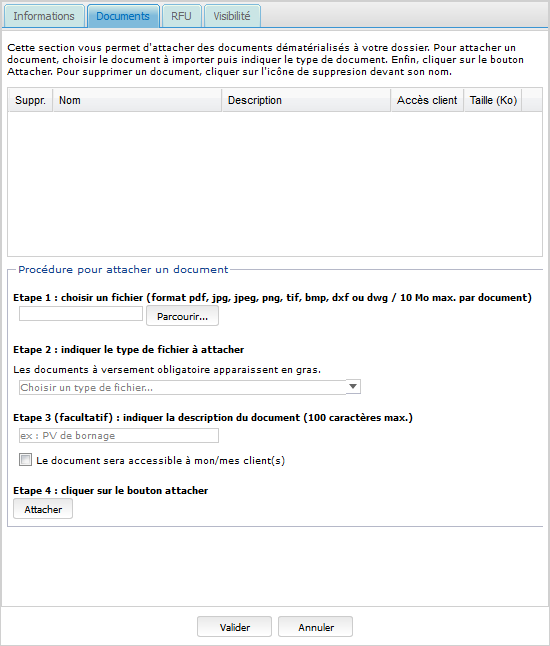 Informations Documents RFU Visibilité
Cette section vous permet d'attacher des documents dématérialisés à votre dossier. Pour attacher un
document, choisir le document à importer puis indiquer le type de document. Enfin, cliquer sur le bouton
Attacher. Pour supprimer un document, cliquer sur l'icône de suppresion devant son nom.
Suppr. Nom Description Accès client Taille (Ko)
Procédure pour attacher un document
Etape 1 : choisir un fichier (format pdf, jpg, jpeg, png, tif, bmp, dxf ou dwg / 10 Mo max. par document)
Parcourir...
Etape 2 : indiquer le type de fichier à attacher
Les documents à versement obligatoire apparaissent en gras.
Choisir un type de fichier...
Etape 3 (facultatif) : indiquer la description du document (100 caractères max.)
ex : PV de bornage
Le document sera accessible à mon/mes client(s)
Etape 4 : cliquer sur le bouton attacher
Attacher
Valider Annuler